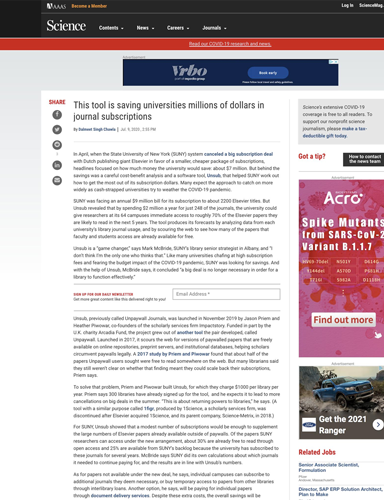 AAAS
Become a Member
Log In
ScienceMag.
Science
Contents
News
Careers
Journals
Read our COVID-19 research and news.
Advertisement
Vrbo
Book early
SHARE
This tool is saving universities millions of dollars in
journal subscriptions
By Dalmeet Singh Chawla | Jul. 9, 2020 , 3:55 PM
In April, when the State University of New York (SUNY) system canceled a big subscription deal
with Dutch publishing giant Elsevier in favor of a smaller, cheaper package of subscriptions,
headlines focused on how much money the university would save: about $7 million. But behind the
savings was a careful cost-benefit analysis and a software tool, Unsub, that helped SUNY work out
how to get the most out of its subscription dollars. Many expect the approach to catch on more
widely as cash-strapped universities try to weather the COVID-19 pandemic.
SUNY was facing an annual $9 million bill for its subscription to about 2200 Elsevier titles. But
Unsub revealed that by spending $2 million a year for just 248 of the journals, the university could
give researchers at its 64 campuses immediate access to roughly 70% of the Elsevier papers they
are likely to read in the next 5 years. The tool produces its forecasts by analyzing data from each
university's library journal usage, and by scouring the web to see how many of the papers that
faculty and students access are already available for free.
Unsub is a "game changer," says Mark McBride, SUNY's library senior strategist in Albany, and "I
don't think I'm the only one who thinks that." Like many universities chafing at high subscription
fees and fearing the budget impact of the COVID-19 pandemic, SUNY was looking for savings. And
with the help of Unsub, McBride says, it concluded "a big deal is no longer necessary in order for a
library to function effectively."
SIGN UP FOR OUR DAILY NEWSLETTER
Get more great content like this delivered right to you!
Email Address *
Unsub, previously called Unpaywall Journals, was launched in November 2019 by Jason Priem and
Heather Piwowar, co-founders of the scholarly services firm Impactstory. Funded in part by the
U.K. charity Arcadia Fund, the project grew out of another tool the pair developed, called
Unpaywall. Launched in 2017, it scours the web for versions of paywalled papers that are freely
available on online repositories, preprint servers, and institutional databases, helping scholars
circumvent paywalls legally. A 2017 study by Priem and Piwowar found that about half of the
papers Unpaywall users sought were free to read somewhere on the web. But many librarians said
they still weren't clear on whether that finding meant they could scale back their subscriptions,
Priem says.
To solve that problem, Priem and Piwowar built Unsub, for which they charge $1000 per library per
year. Priem says 300 libraries have already signed up for the tool, and he expects it to lead to more
cancellations on big deals in the summer. "This is about returning powers to libraries," he says. (A
tool with a similar purpose called 1figr, produced by 1Science, a scholarly services firm, was
discontinued after Elsevier acquired 1Science, and its parent company, Science-Metrix, in 2018.)
For SUNY, Unsub showed that a modest number of subscriptions would be enough to supplement
the large numbers of Elsevier papers already available outside of paywalls. Of the papers SUNY
researchers can access under the new arrangement, about 30% are already free to read through
open access and 25% are available from SUNY's backlog because the university has subscribed to
these journals for several years. McBride says SUNY did its own calculations about which journals
it needed to continue paying for, and the results are in line with Unsub's numbers.
As for papers not available under the new deal, he says, individual campuses can subscribe to
additional journals they deem necessary, or buy temporary access to papers from other libraries
through interlibrary loans. Another option, he says, will be paying for individual papers
through document delivery services. Despite these extra costs, the overall savings will be
Science's extensive COVID-19
coverage is free to all readers. To
support our nonprofit science
journalism, please make a tax-
deductible gift today.
Got a tip?
How to contact
the news team
Advertisement
ACRO
Spike Mutants
from SARS-CoV-2
Variant B.1.1.7
HV69-70del
N501Y
D614G
Y144del
A570D
P681H
T716I
S982A
D1118H
Find out more
Advertisement
Ford
Get the 2021
Ranger
Related Jobs
Senior Associate Scientist,
Formulation
Pfizer
Andover, Massachusetts
Director, SAP ERP Solution Architect,
Plan to Make